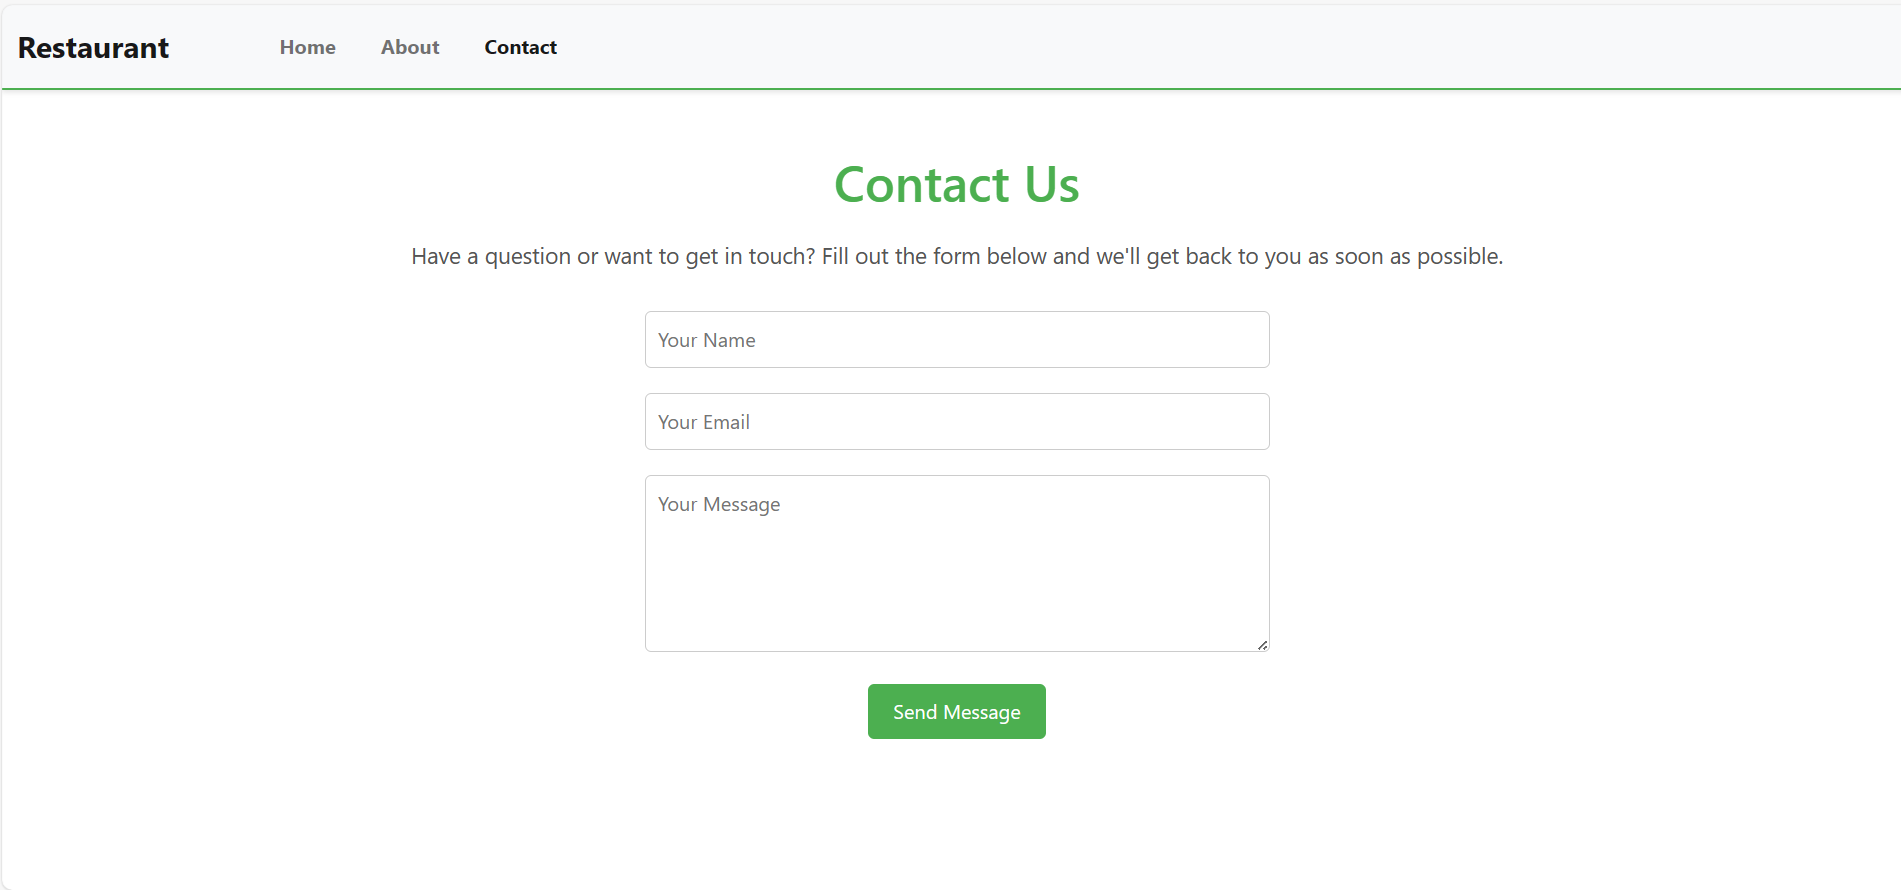 Restaurant Home About Contact
Contact Us
Have a question or want to get in touch? Fill out the form below and we'll get back to you as soon as possible.
Your Name
Your Email
Your Message
Send Message